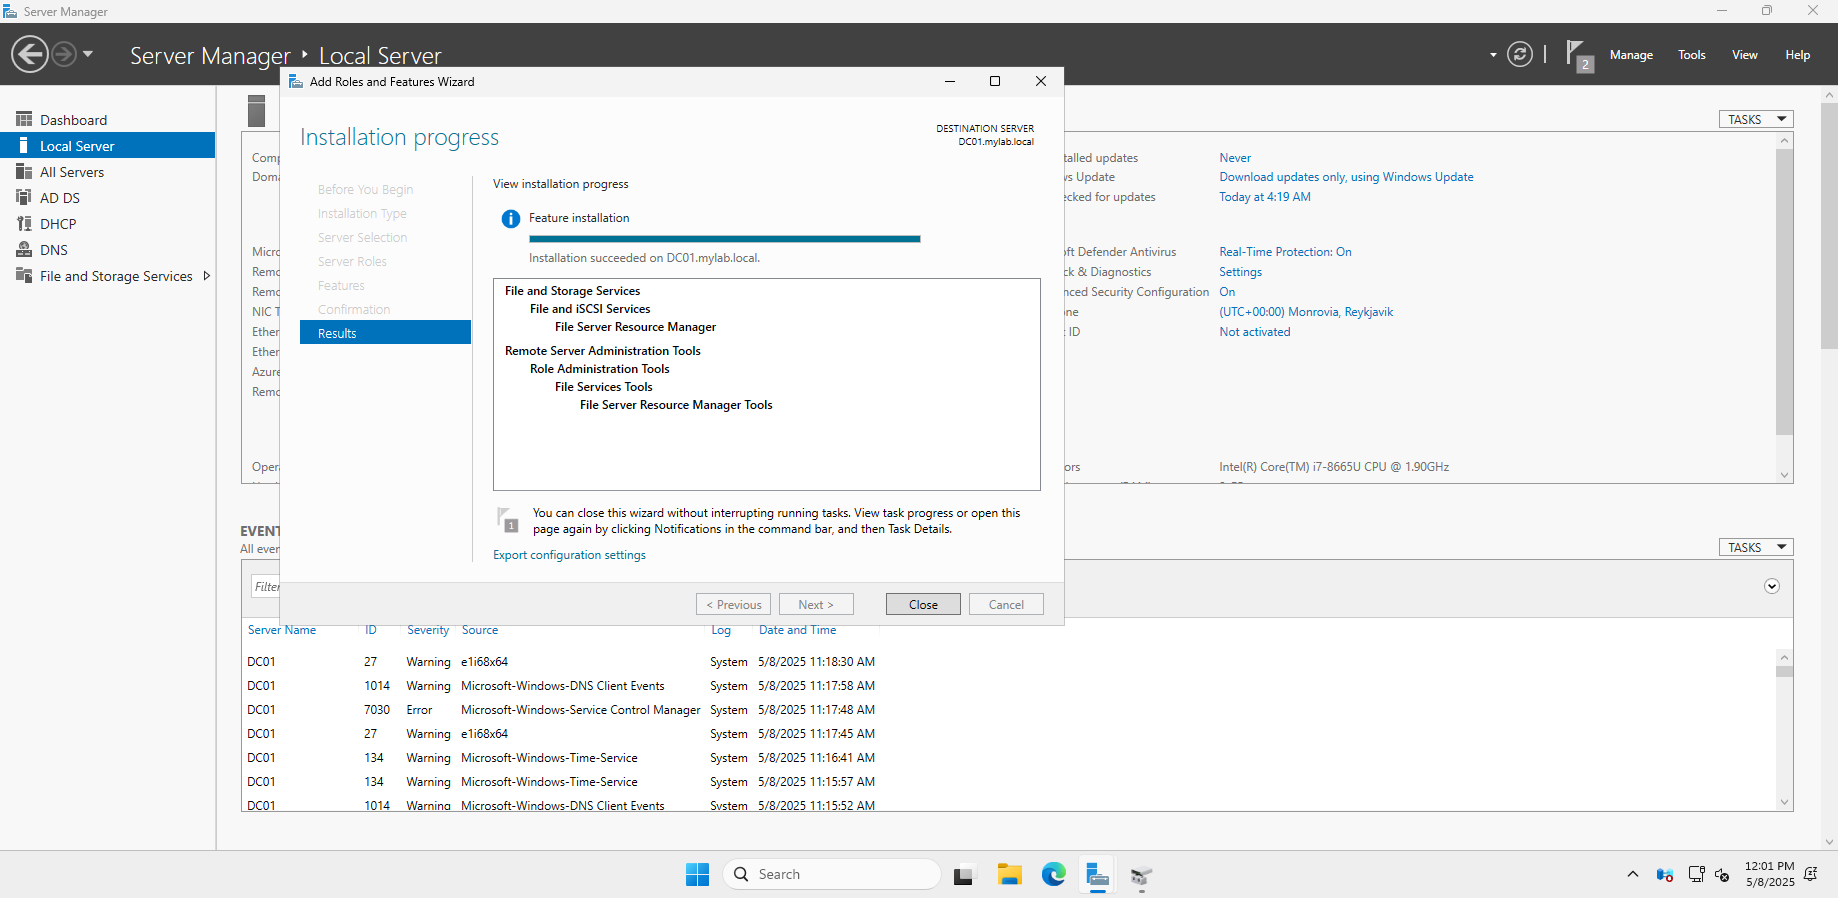 Server Manager
Server Manager ‣ Local Server
2
Manage
Tools
View
Help
Dashboard
Local Server
All Servers
AD DS
DHCP
DNS
File and Storage Services
TASKS
Comp
Doma
Micro
Remo
Remo
NIC T
Ether
Ether
Azure
Remo
Opera
talled updates
Never
vs Update
Download updates only, using Windows Update
ecked for updates
Today at 4:19 AM
oft Defender Antivirus
Real-Time Protection: On
ck & Diagnostics
Settings
nced Security Configuration
On
ne
(UTC+00:00) Monrovia, Reykjavik
ID
Not activated
ors
Intel(R) Core(TM) i7-8665U CPU @ 1.90GHz
Add Roles and Features Wizard
Installation progress
DESTINATION SERVER
DC01.mylab.local
Before You Begin
Installation Type
Server Selection
Server Roles
Features
Confirmation
Results
View installation progress
Feature installation
Installation succeeded on DC01.mylab.local.
File and Storage Services
File and iSCSI Services
File Server Resource Manager
Remote Server Administration Tools
Role Administration Tools
File Services Tools
File Server Resource Manager Tools
1
You can close this wizard without interrupting running tasks. View task progress or open this
page again by clicking Notifications in the command bar, and then Task Details.
Export configuration settings
< Previous
Next >
Close
Cancel
EVENT
All even
TASKS
Filter
Server Name ID Severity Source Log Date and Time
DC01 27 Warning e1i68x64 System 5/8/2025 11:18:30 AM
DC01 1014 Warning Microsoft-Windows-DNS Client Events System 5/8/2025 11:17:58 AM
DC01 7030 Error Microsoft-Windows-Service Control Manager System 5/8/2025 11:17:48 AM
DC01 27 Warning e1i68x64 System 5/8/2025 11:17:45 AM
DC01 134 Warning Microsoft-Windows-Time-Service System 5/8/2025 11:16:41 AM
DC01 134 Warning Microsoft-Windows-Time-Service System 5/8/2025 11:15:57 AM
DC01 1014 Warning Microsoft-Windows-DNS Client Events System 5/8/2025 11:15:52 AM
Search
12:01 PM
5/8/2025